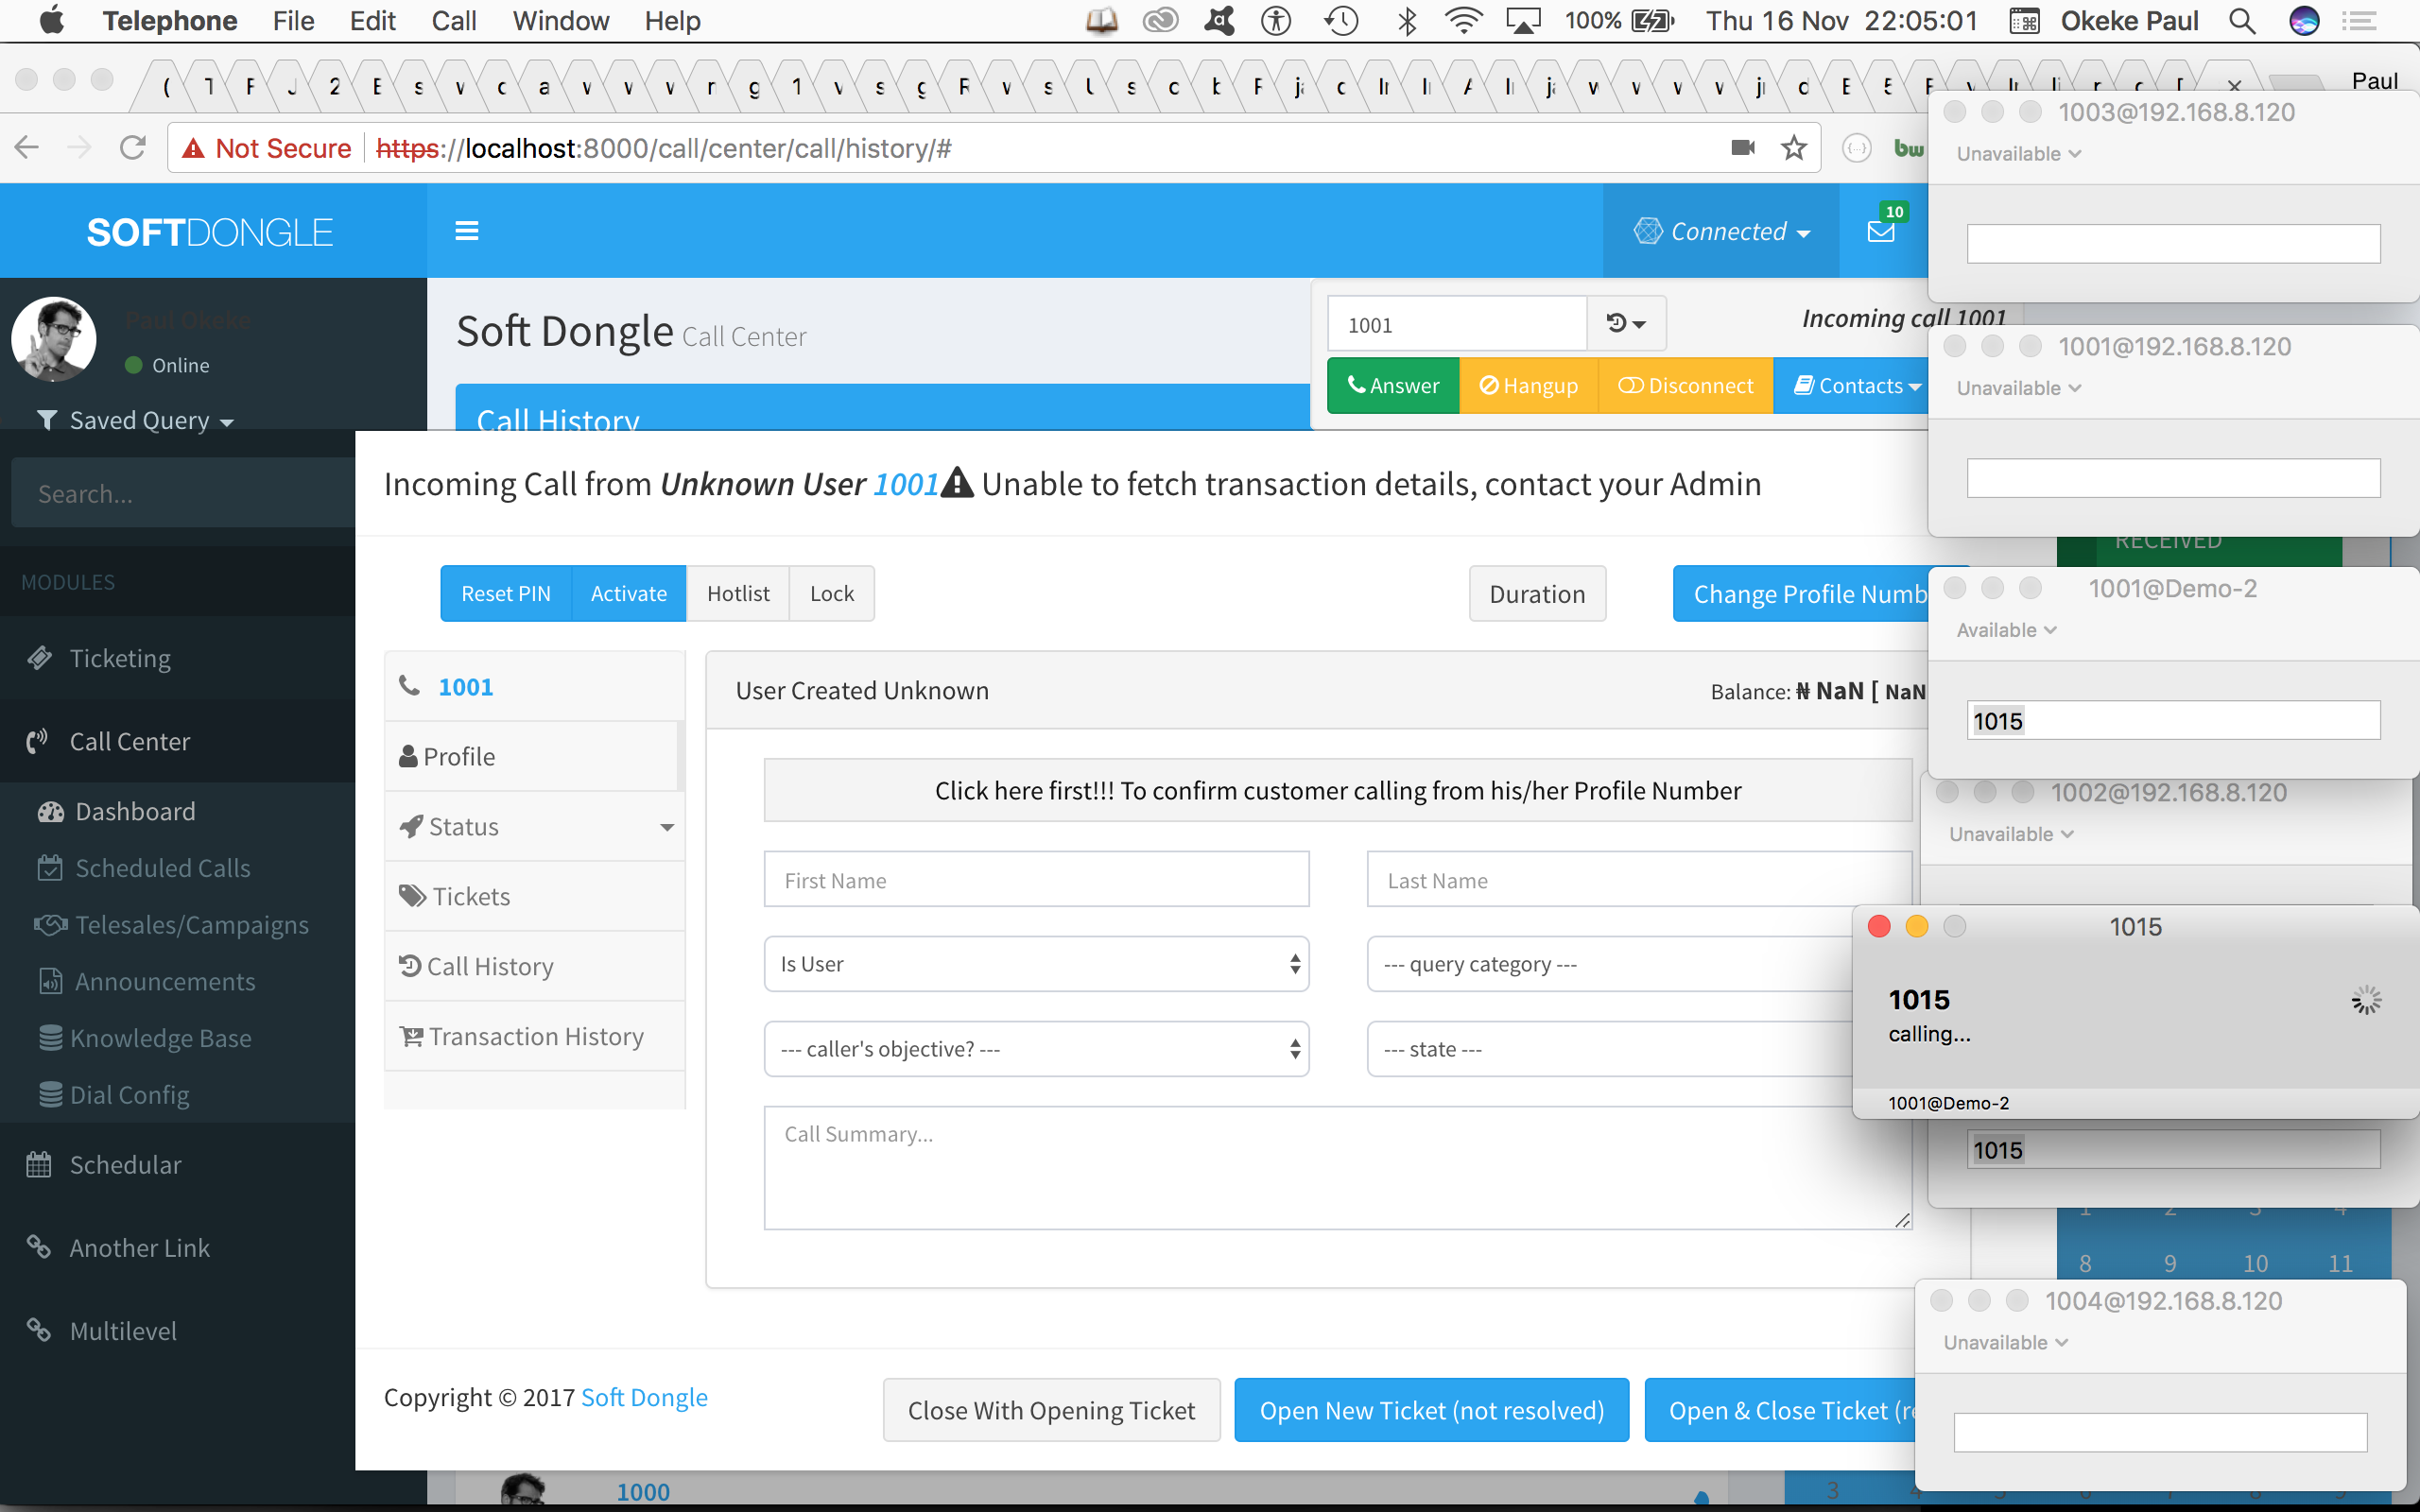 Telephone File Edit Call Window Help 100% Thu 16 Nov 22:05:01 Okeke Paul
Paul
Not Secure https://localhost:8000/call/center/call/history/#
bw
SOFTDONGLE
Connected
10
Paul Okeke
Online
Saved Query
Search...
MODULES
Ticketing
Call Center
Dashboard
Scheduled Calls
Telesales/Campaigns
Announcements
Knowledge Base
Dial Config
Schedular
Another Link
Multilevel
Soft Dongle Call Center
Call History
1001
Incoming call 1001
Answer Hangup Disconnect Contacts
Incoming Call from Unknown User 1001 Unable to fetch transaction details, contact your Admin
Reset PIN Activate Hotlist Lock
Duration
Change Profile Numb
1001
Profile
Status
Tickets
Call History
Transaction History
User Created Unknown
Balance: ₦ NaN [ NaN
Click here first!!! To confirm customer calling from his/her Profile Number
First Name
Last Name
Is User
--- query category ---
--- caller's objective? ---
--- state ---
Call Summary...
Copyright © 2017 Soft Dongle
Close With Opening Ticket
Open New Ticket (not resolved)
Open & Close Ticket (re
1000
1003@192.168.8.120
Unavailable
1001@192.168.8.120
Unavailable
RECEIVED
1001@Demo-2
Available
1015
1002@192.168.8.120
Unavailable
1015
1015
calling...
1001@Demo-2
1015
1 2 3 4
8 9 10 11
1004@192.168.8.120
Unavailable